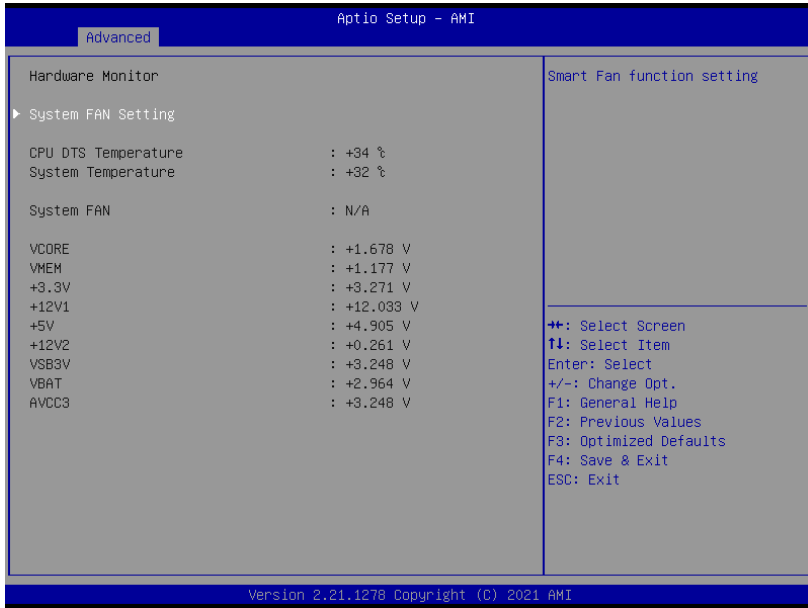 Aptio Setup – AMI
Advanced
Hardware Monitor
System FAN Setting
CPU DTS Temperature : +34 ℃
System Temperature : +32 ℃
System FAN : N/A
VCORE : +1.678 V
VMEM : +1.177 V
+3.3V : +3.271 V
+12V1 : +12.033 V
+5V : +4.905 V
+12V2 : +0.261 V
VSB3V : +3.248 V
VBAT : +2.964 V
AVCC3 : +3.248 V
Smart Fan function setting
→←: Select Screen
↑↓: Select Item
Enter: Select
+/-: Change Opt.
F1: General Help
F2: Previous Values
F3: Optimized Defaults
F4: Save & Exit
ESC: Exit
Version 2.21.1278 Copyright (C) 2021 AMI